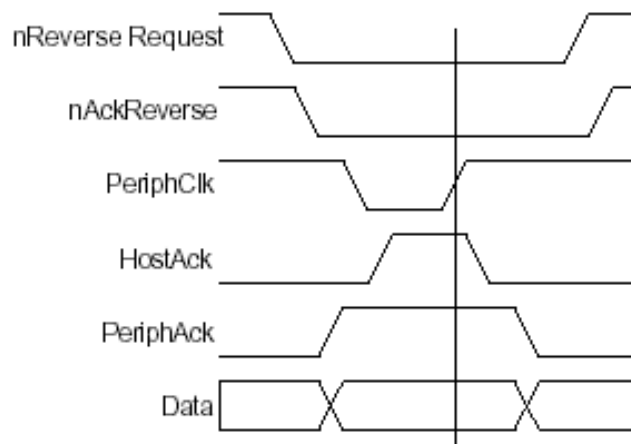 nReverse Request
nAckReverse
PeriphClk
HostAck
PeriphAck
Data